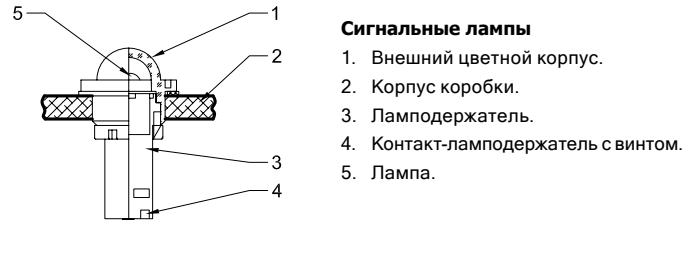 5
1
2
3
4
Сигнальные лампы
1. Внешний цветной корпус.
2. Корпус коробки.
3. Ламподержатель.
4. Контакт-ламподержатель с винтом.
5. Лампа.